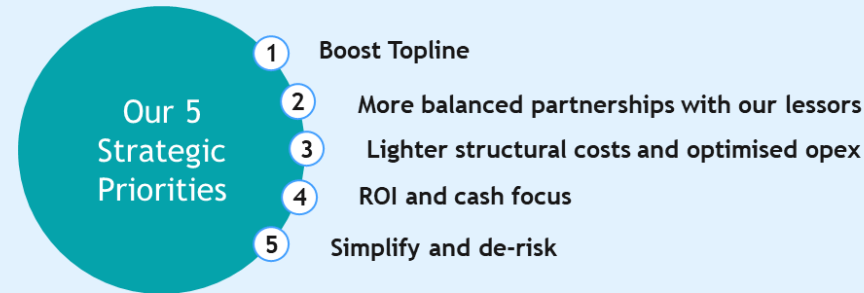 Our 5
Strategic
Priorities
1 Boost Topline
2 More balanced partnerships with our lessors
3 Lighter structural costs and optimised opex
4 ROI and cash focus
5 Simplify and de-risk